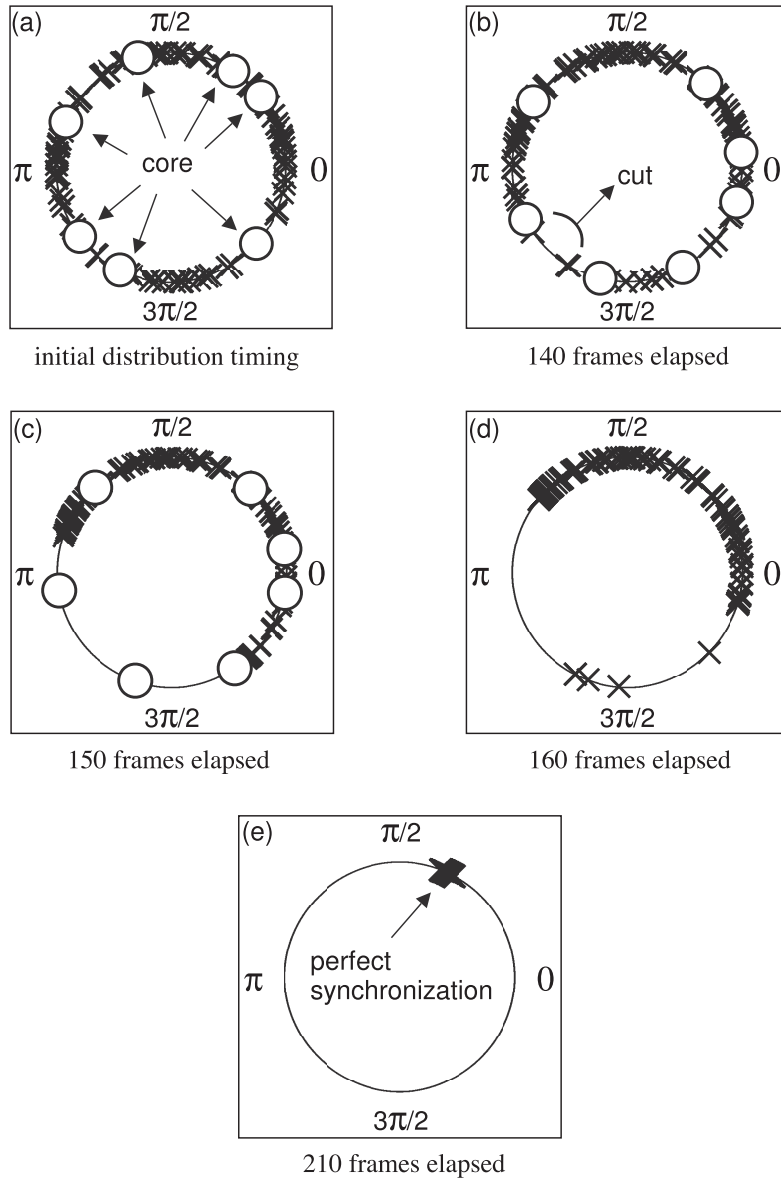 (a)
π/2
π
core
0
3π/2
initial distribution timing
(b)
π/2
π
cut
0
3π/2
140 frames elapsed
(c)
π/2
π
0
3π/2
150 frames elapsed
(d)
π/2
π
0
3π/2
160 frames elapsed
(e)
π/2
π
perfect
synchronization
0
3π/2
210 frames elapsed